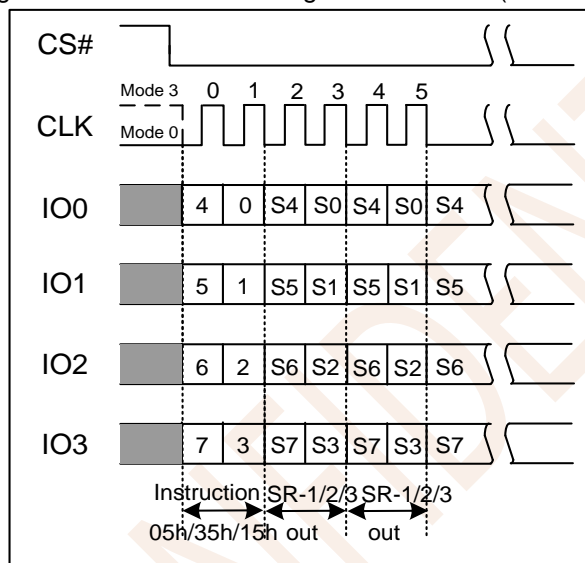 CS#
Mode 3 0 1 2 3 4 5
CLK
Mode 0
IO0 4 0 S4 S0 S4 S0 S4
IO1 5 1 S5 S1 S5 S1 S5
IO2 6 2 S6 S2 S6 S2 S6
IO3 7 3 S7 S3 S7 S3 S7
Instruction SR-1/2/3 SR-1/2/3
05h/35h/15h out out